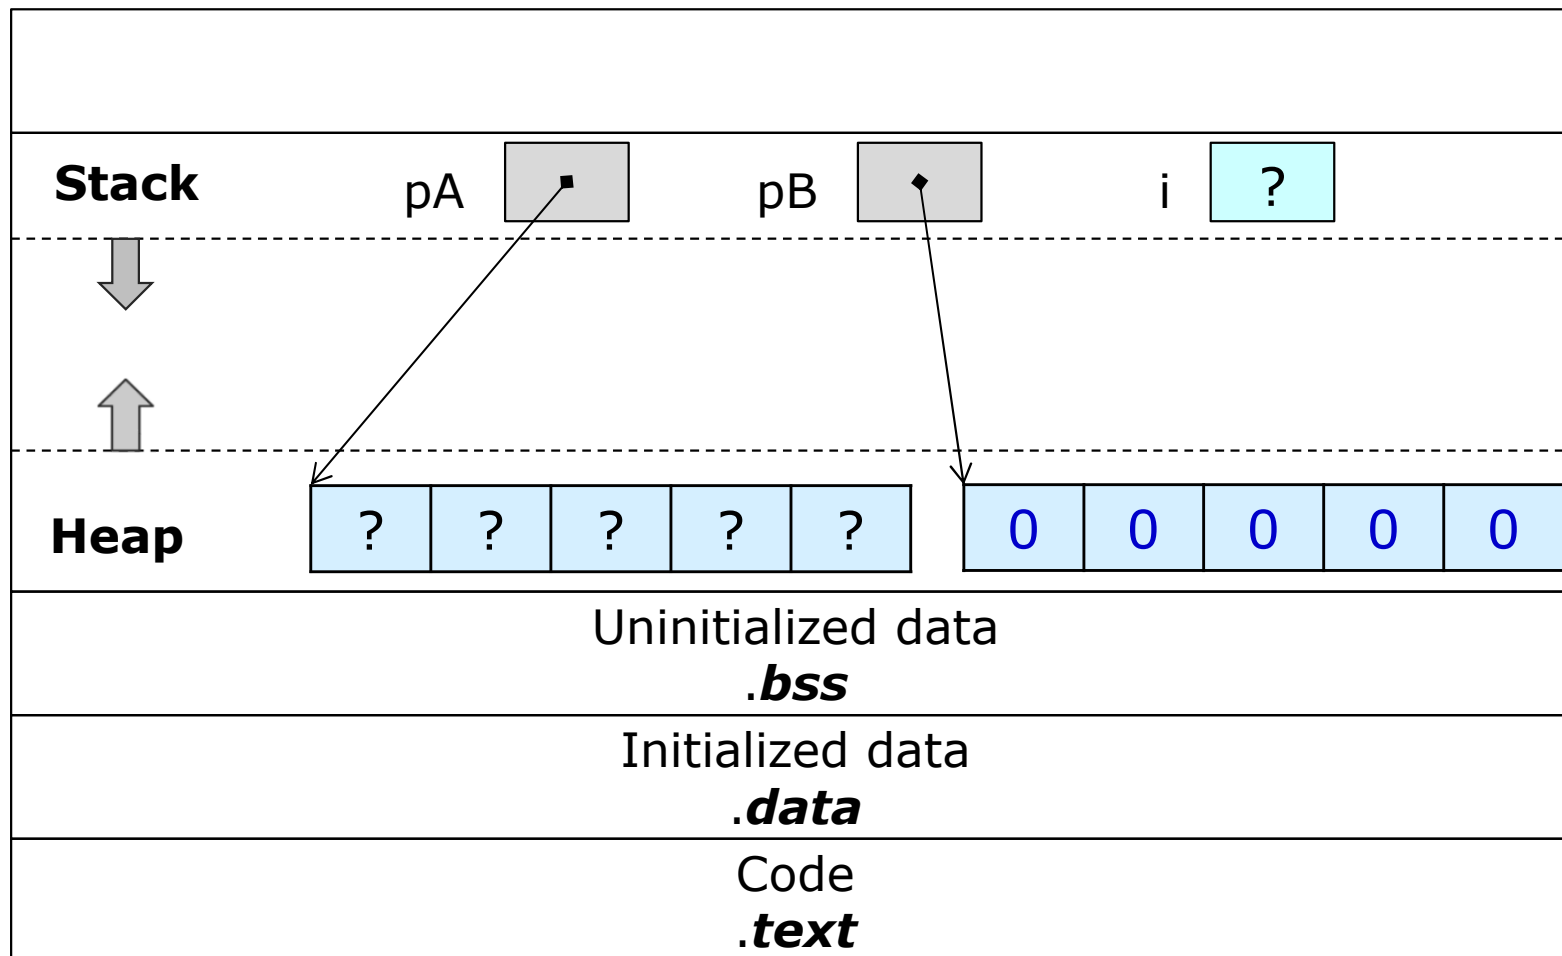 Stack pA pB i ?
Heap ? ? ? ? ? 0 0 0 0 0
Uninitialized data
.bss
Initialized data
.data
Code
.text